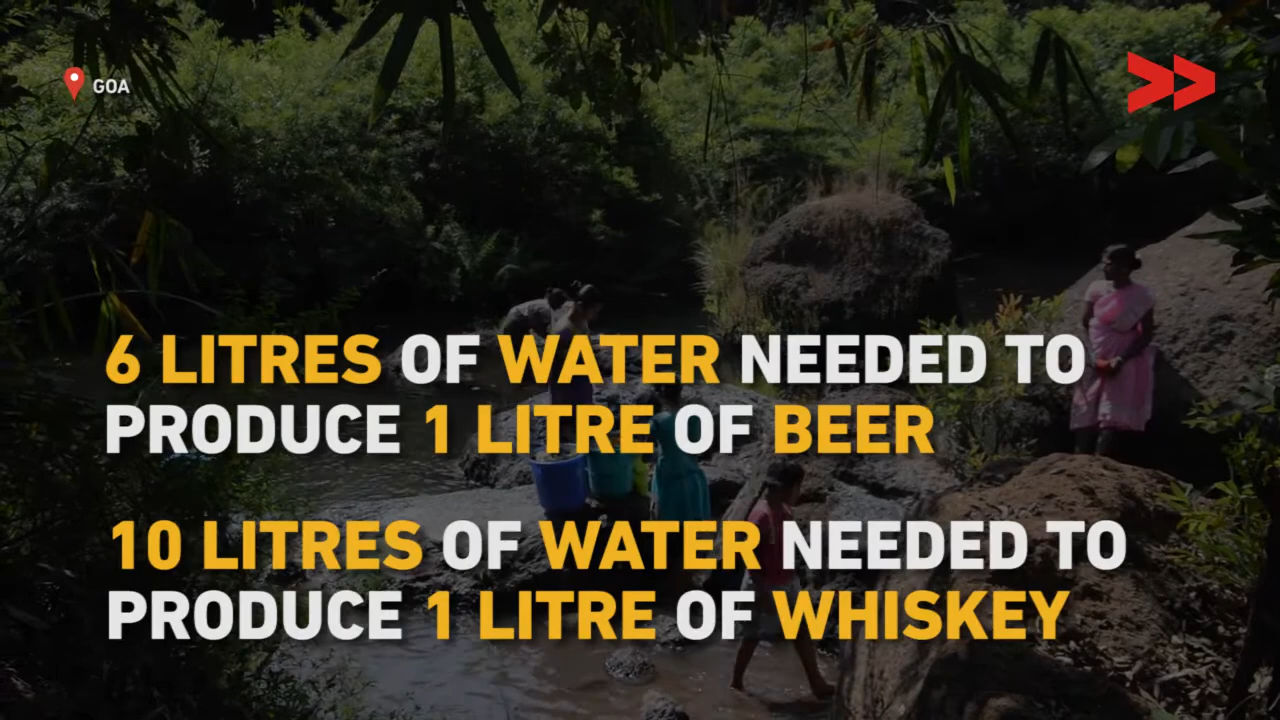 GOA
6 LITRES OF WATER NEEDED TO
PRODUCE 1 LITRE OF BEER
10 LITRES OF WATER NEEDED TO
PRODUCE 1 LITRE OF WHISKEY